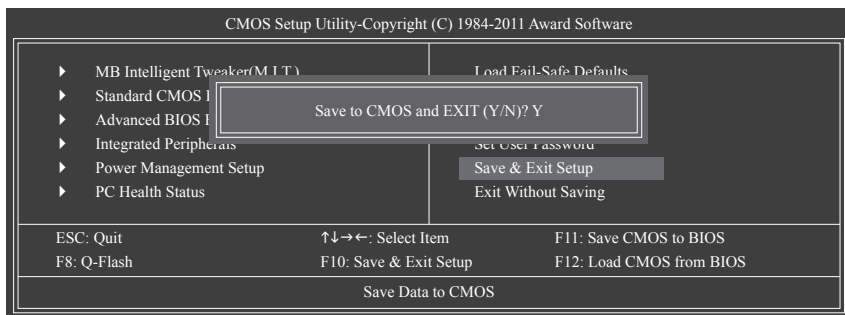 CMOS Setup Utility-Copyright (C) 1984-2011 Award Software
MB Intelligent Tweaker(M.I.T.)
Standard CMOS
Advanced BIOS
Integrated Peripherals
Power Management Setup
PC Health Status
Load Fail-Safe Defaults
Set User Password
Save & Exit Setup
Exit Without Saving
Save to CMOS and EXIT (Y/N)? Y
ESC: Quit ↑↓→←: Select Item F11: Save CMOS to BIOS
F8: Q-Flash F10: Save & Exit Setup F12: Load CMOS from BIOS
Save Data to CMOS